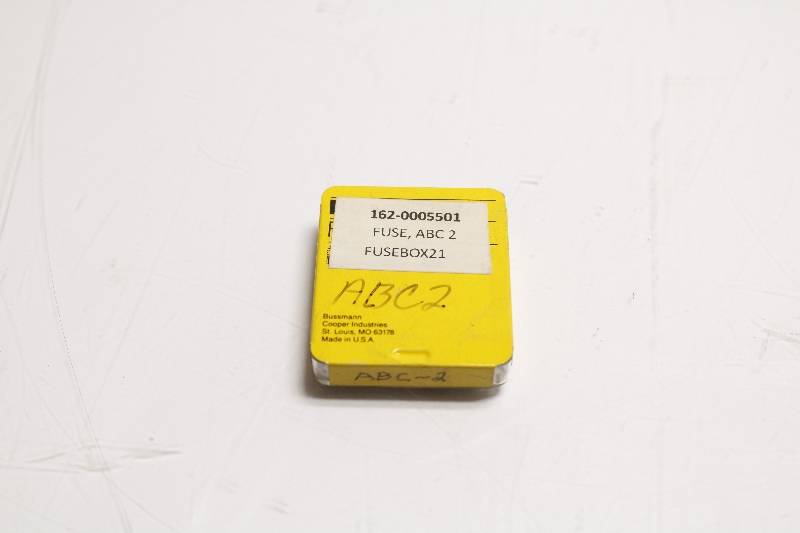 162-0005501
FUSE, ABC 2
FUSEBOX21
ABC2
Bussmann
Cooper Industries
St. Louis, MO 63178
Made in U.S.A.
ABC-2